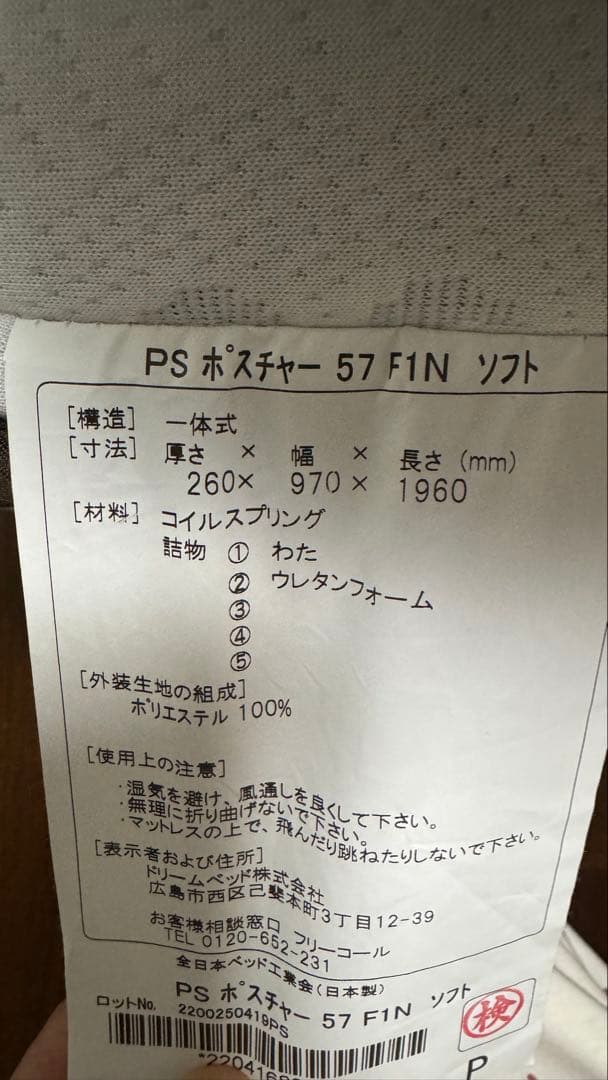 PS ポスチャー 57 F1N ソフト
[構造] 一体式
[寸法] 厚さ × 幅 × 長さ (mm)
260× 970× 1960
[材料] コイルスプリング
詰物 ① わた
② ウレタンフォーム
③
④
⑤
[外装生地の組成]
ポリエステル 100%
[使用上の注意]
・湿気を避け、風通しを良くして下さい。
・無理に折り曲げないで下さい。
・マットレスの上で、飛んだり跳ねたりしないで下さい。
[表示者および住所]
ドリームベッド株式会社
広島市西区己斐本町3丁目12-39
お客様相談窓口 フリーコール
TEL 0120-652-231
全日本ベッド工業会(日本製)
PS ポスチャー 57 F1N ソフト
ロットNo. 2200250419PS
検
P